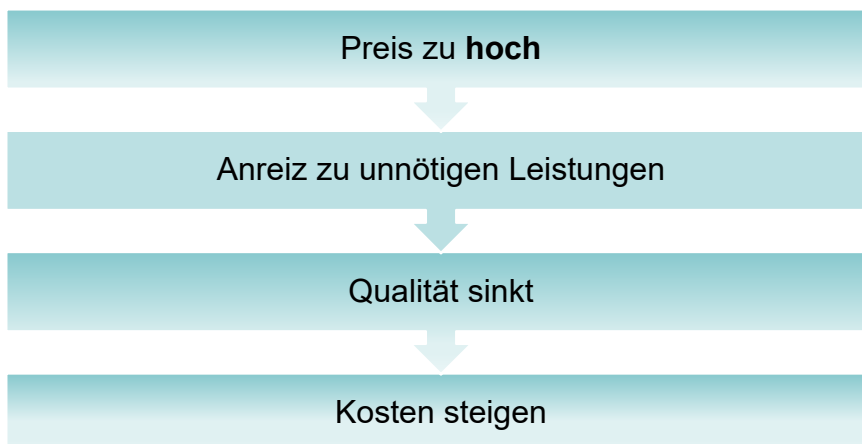 Preis zu hoch
Anreiz zu unnötigen Leistungen
Qualität sinkt
Kosten steigen